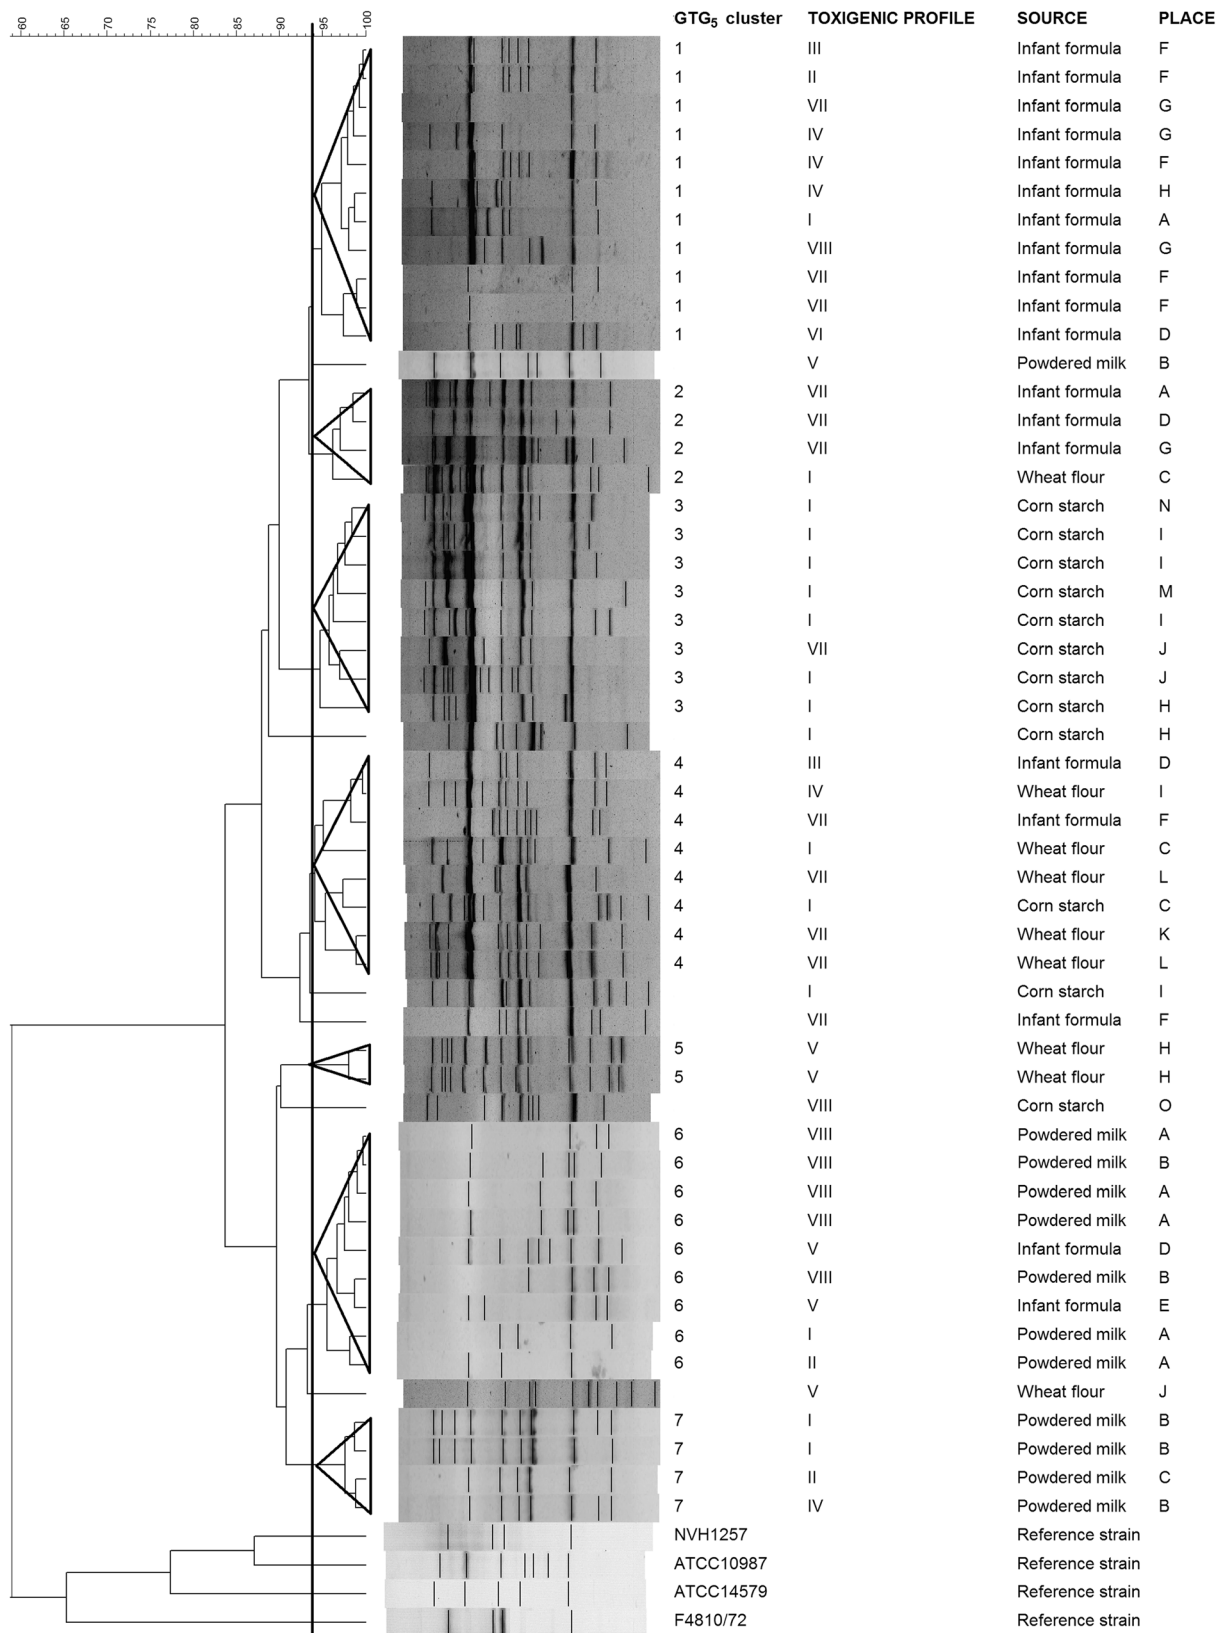 60 65 70 75 80 85 90 95 100
GTG5 cluster TOXIGENIC PROFILE SOURCE PLACE
1 III Infant formula F
1 II Infant formula F
1 VII Infant formula G
1 IV Infant formula G
1 IV Infant formula F
1 IV Infant formula H
1 I Infant formula A
1 VIII Infant formula G
1 VII Infant formula F
1 VII Infant formula F
1 VI Infant formula D
V Powdered milk B
2 VII Infant formula A
2 VII Infant formula D
2 VII Infant formula G
2 I Wheat flour C
3 I Corn starch N
3 I Corn starch I
3 I Corn starch I
3 I Corn starch M
3 I Corn starch I
3 VII Corn starch J
3 I Corn starch J
3 I Corn starch H
I Corn starch H
4 III Infant formula D
4 IV Wheat flour I
4 VII Infant formula F
4 I Wheat flour C
4 VII Wheat flour L
4 I Corn starch C
4 VII Wheat flour K
4 VII Wheat flour L
I Corn starch I
VII Infant formula F
5 V Wheat flour H
5 V Wheat flour H
VIII Corn starch O
6 VIII Powdered milk A
6 VIII Powdered milk B
6 VIII Powdered milk A
6 VIII Powdered milk A
6 V Infant formula D
6 VIII Powdered milk B
6 V Infant formula E
6 I Powdered milk A
6 II Powdered milk A
V Wheat flour J
7 I Powdered milk B
7 I Powdered milk B
7 II Powdered milk C
7 IV Powdered milk B
NVH1257 Reference strain
ATCC10987 Reference strain
ATCC14579 Reference strain
F4810/72 Reference strain